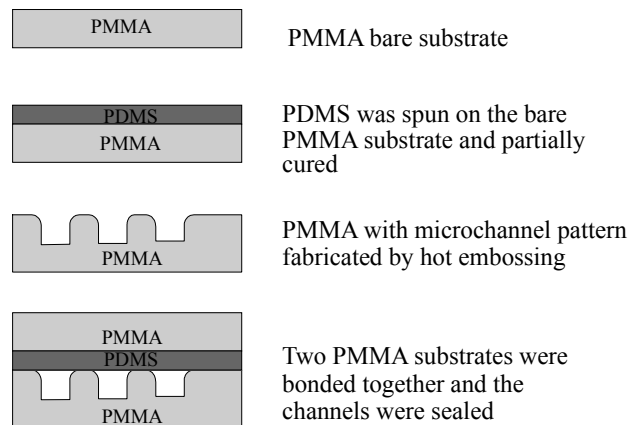 PMMA
PMMA bare substrate
PDMS
PMMA
PDMS was spun on the bare
PMMA substrate and partially
cured
PMMA
PMMA with microchannel pattern
fabricated by hot embossing
PMMA
PDMS
PMMA
Two PMMA substrates were
bonded together and the
channels were sealed